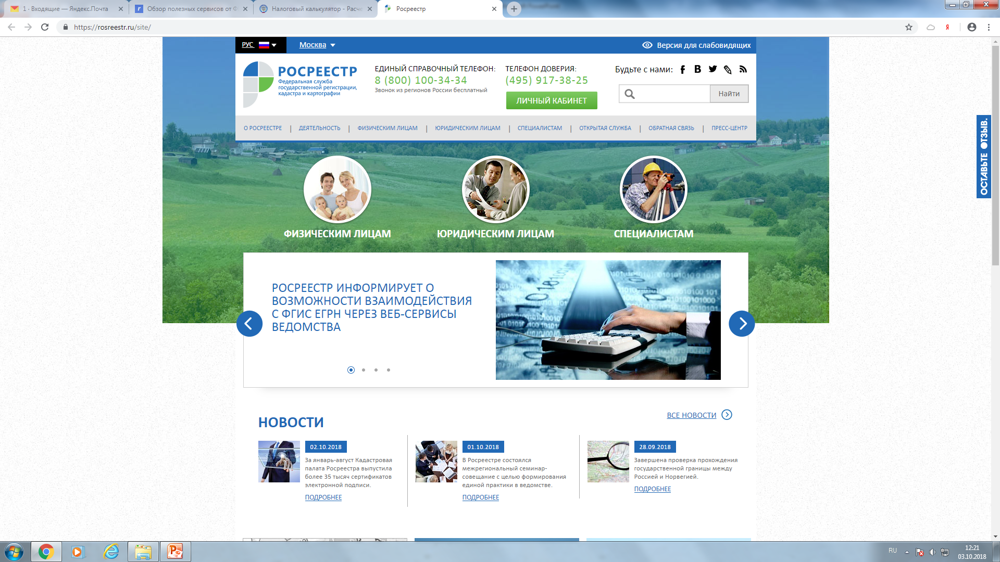 1 · Входящие — Яндекс.Почта
Обзор полезных сервисов от Ф
Налоговый калькулятор - Расче
Росреестр
https://rosreestr.ru/site/
Я
РУС
Москва
Версия для слабовидящих
РОСРЕЕСТР
Федеральная служба
государственной регистрации,
кадастра и картографии
ЕДИНЫЙ СПРАВОЧНЫЙ ТЕЛЕФОН:
8 (800) 100-34-34
Звонок из регионов России бесплатный
ТЕЛЕФОН ДОВЕРИЯ:
(495) 917-38-25
ЛИЧНЫЙ КАБИНЕТ
Будьте с нами:
Найти
О РОСРЕЕСТРЕ | ДЕЯТЕЛЬНОСТЬ | ФИЗИЧЕСКИМ ЛИЦАМ | ЮРИДИЧЕСКИМ ЛИЦАМ | СПЕЦИАЛИСТАМ | ОТКРЫТАЯ СЛУЖБА | ОБРАТНАЯ СВЯЗЬ | ПРЕСС-ЦЕНТР
ОСТАВЬТЕ ОТЗЫВ.
ФИЗИЧЕСКИМ ЛИЦАМ
ЮРИДИЧЕСКИМ ЛИЦАМ
СПЕЦИАЛИСТАМ
РОСРЕЕСТР ИНФОРМИРУЕТ О
ВОЗМОЖНОСТИ ВЗАИМОДЕЙСТВИЯ
С ФГИС ЕГРН ЧЕРЕЗ ВЕБ-СЕРВИСЫ
ВЕДОМСТВА
НОВОСТИ
ВСЕ НОВОСТИ
02.10.2018
За январь-август Кадастровая
палата Росреестра выпустила
более 35 тысяч сертификатов
электронной подписи.
ПОДРОБНЕЕ
01.10.2018
В Росреестре состоялся
межрегиональный семинар-
совещание с целью формирования
единой практики в ведомстве.
ПОДРОБНЕЕ
28.09.2018
Завершена проверка прохождения
государственной границы между
Россией и Норвегией.
ПОДРОБНЕЕ
RU
12:21
03.10.2018